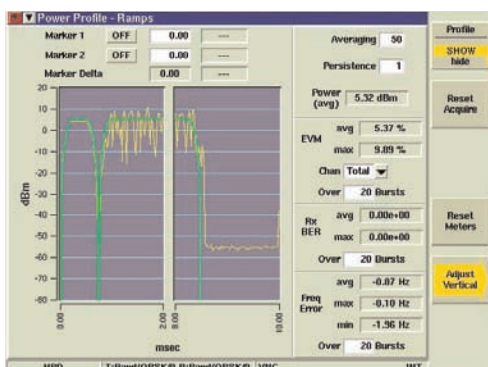 Power Profile - Ramps
Marker 1 OFF 0.00 ---
Marker 2 OFF 0.00 ---
Marker Delta 0.00 ---
20
10
0
-10
-20
-30
-40
-50
-60
-70
-80
dBm
0.00 2.00 8.00 10.00
msec
Averaging 50
Persistence 1
Power (avg) 5.32 dBm
EVM avg 5.37 %
max 9.89 %
Chan Total
Over 20 Bursts
Rx BER avg 0.00e+00
max 0.00e+00
Over 20 Bursts
Freq Error avg -0.87 Hz
max -0.10 Hz
min -1.96 Hz
Over 20 Bursts
Profile
SHOW
hide
Reset
Acquire
Reset
Meters
Adjust
Vertical